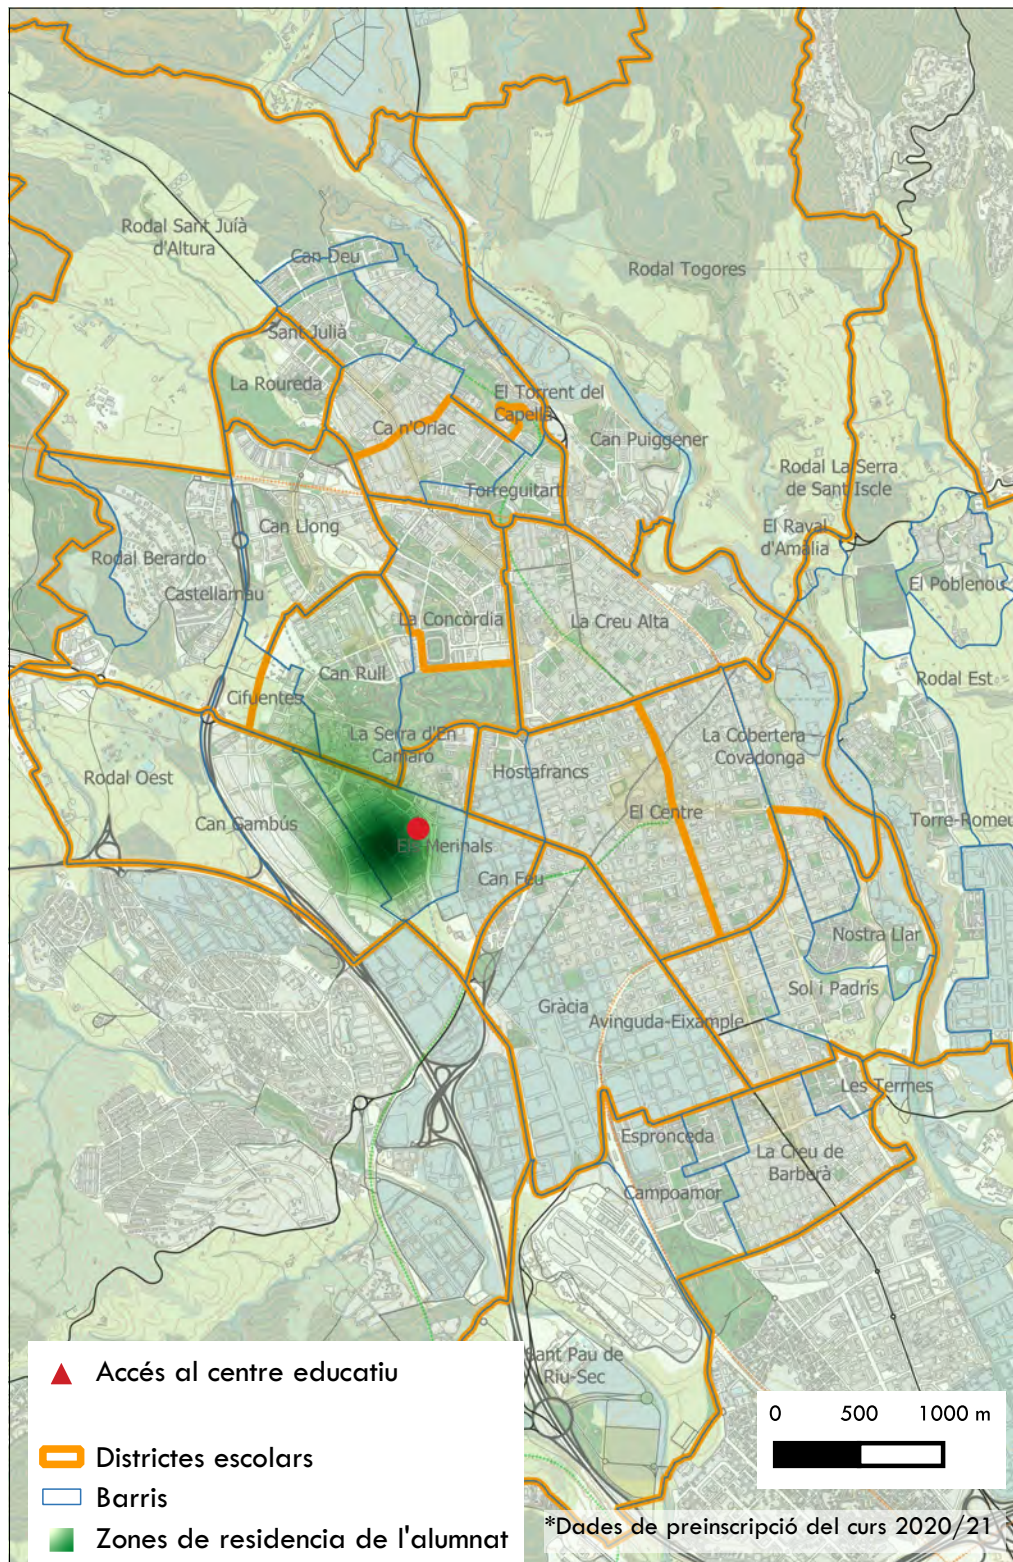 Rodal Sant Juíà
d'Altura
Can Deu
Rodal Togores
Sant Julià
La Roureda
El Torrent del
Capellà
Ca n'Oriac
Can Puiggener
Rodal La Serra
de Sant Iscle
Torreguitart
Can Llong
El Raval
d'Amàlia
Rodal Berardo
El Poblenou
Castellarnau
La Concòrdia
La Creu Alta
Can Rull
Rodal Est
Cifuentes
La Serra d'En
Camaró
La Cobertera
Covadonga
Rodal Oest
Hostafrancs
El Centre
Can Gambús
Torre-Romeu
Els Merinals
Can Feu
Nostra Llar
Sol i Padrís
Gràcia
Avinguda-Eixample
Les Termes
Espronceda
La Creu de
Barberà
Campoamor
Sant Pau de
Riu-Sec
Accés al centre educatiu
Districtes escolars
Barris
Zones de residencia de l'alumnat
0 500 1000 m
*Dades de preinscripció del curs 2020/21